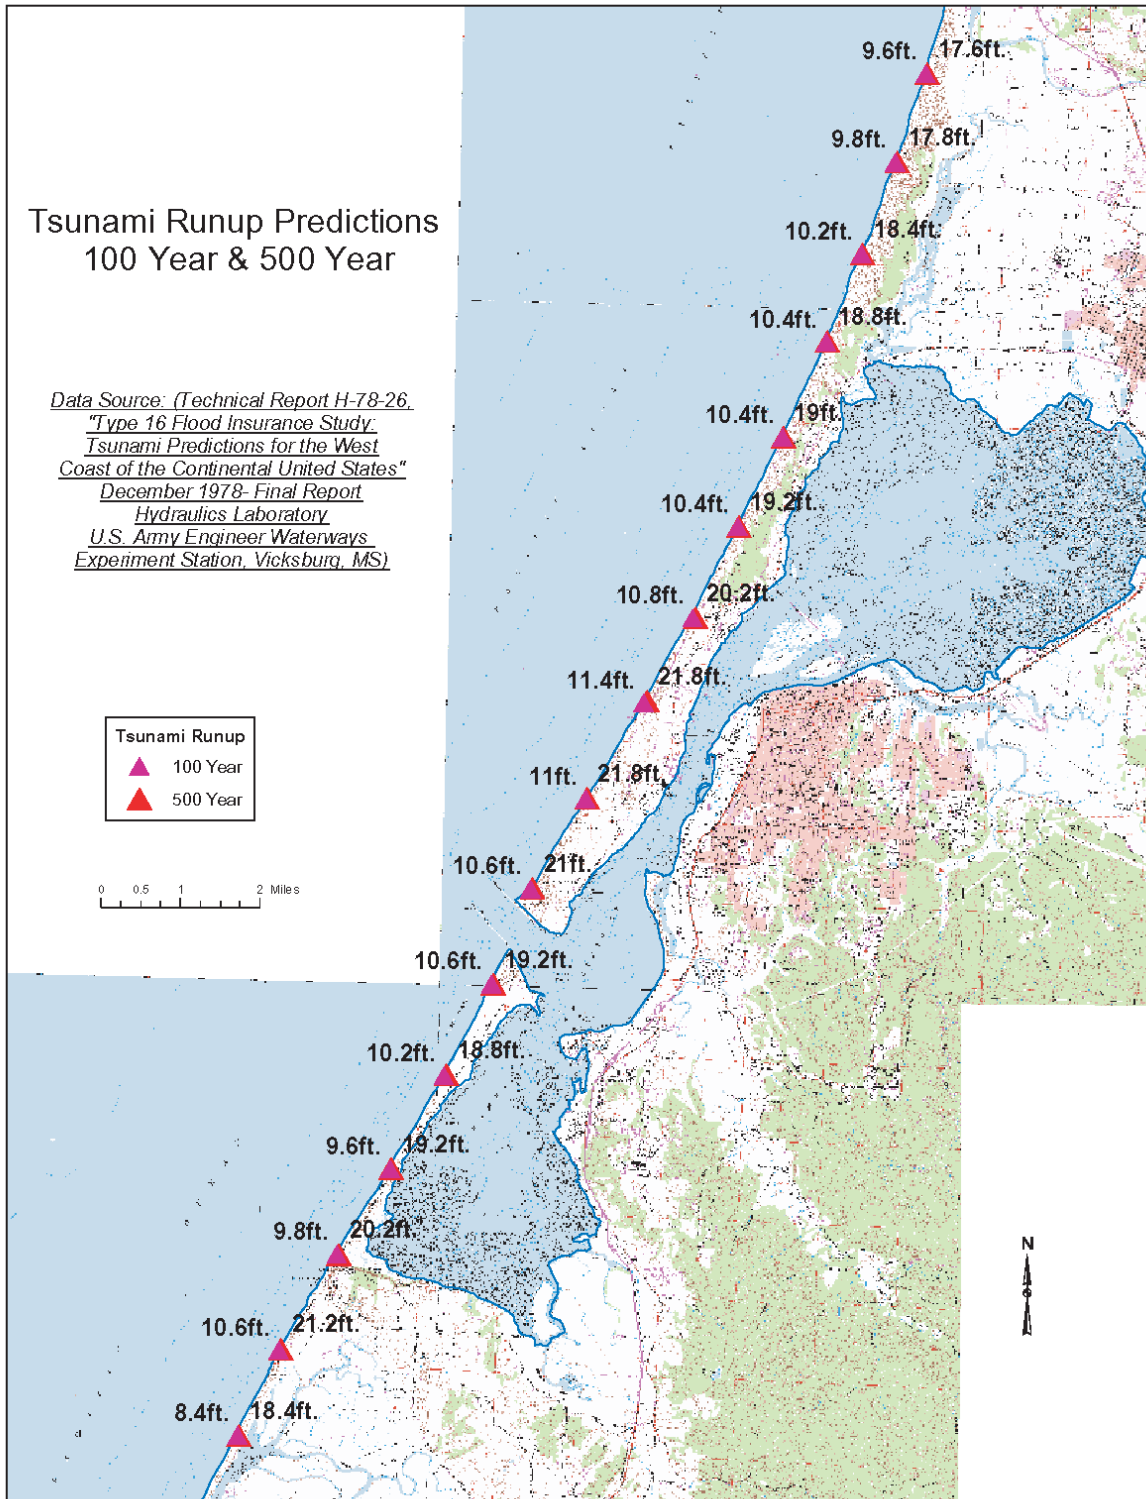 Tsunami Runup Predictions
100 Year & 500 Year
Data Source: (Technical Report H-78-26,
"Type 16 Flood Insurance Study:
Tsunami Predictions for the West
Coast of the Continental United States"
December 1978- Final Report
Hydraulics Laboratory
U.S. Army Engineer Waterways
Experiment Station, Vicksburg, MS)
Tsunami Runup
100 Year
500 Year
0 0.5 1 2 Miles
9.6ft. 17.6ft.
9.8ft. 17.8ft.
10.2ft. 18.4ft.
10.4ft. 18.8ft.
10.4ft. 19ft.
10.4ft. 19.2ft.
10.8ft. 20.2ft.
11.4ft. 21.8ft.
11ft. 21.8ft.
10.6ft. 21ft.
10.6ft. 19.2ft.
10.2ft. 18.8ft.
9.6ft. 19.2ft.
9.8ft. 20.2ft.
10.6ft. 21.2ft.
8.4ft. 18.4ft.
N